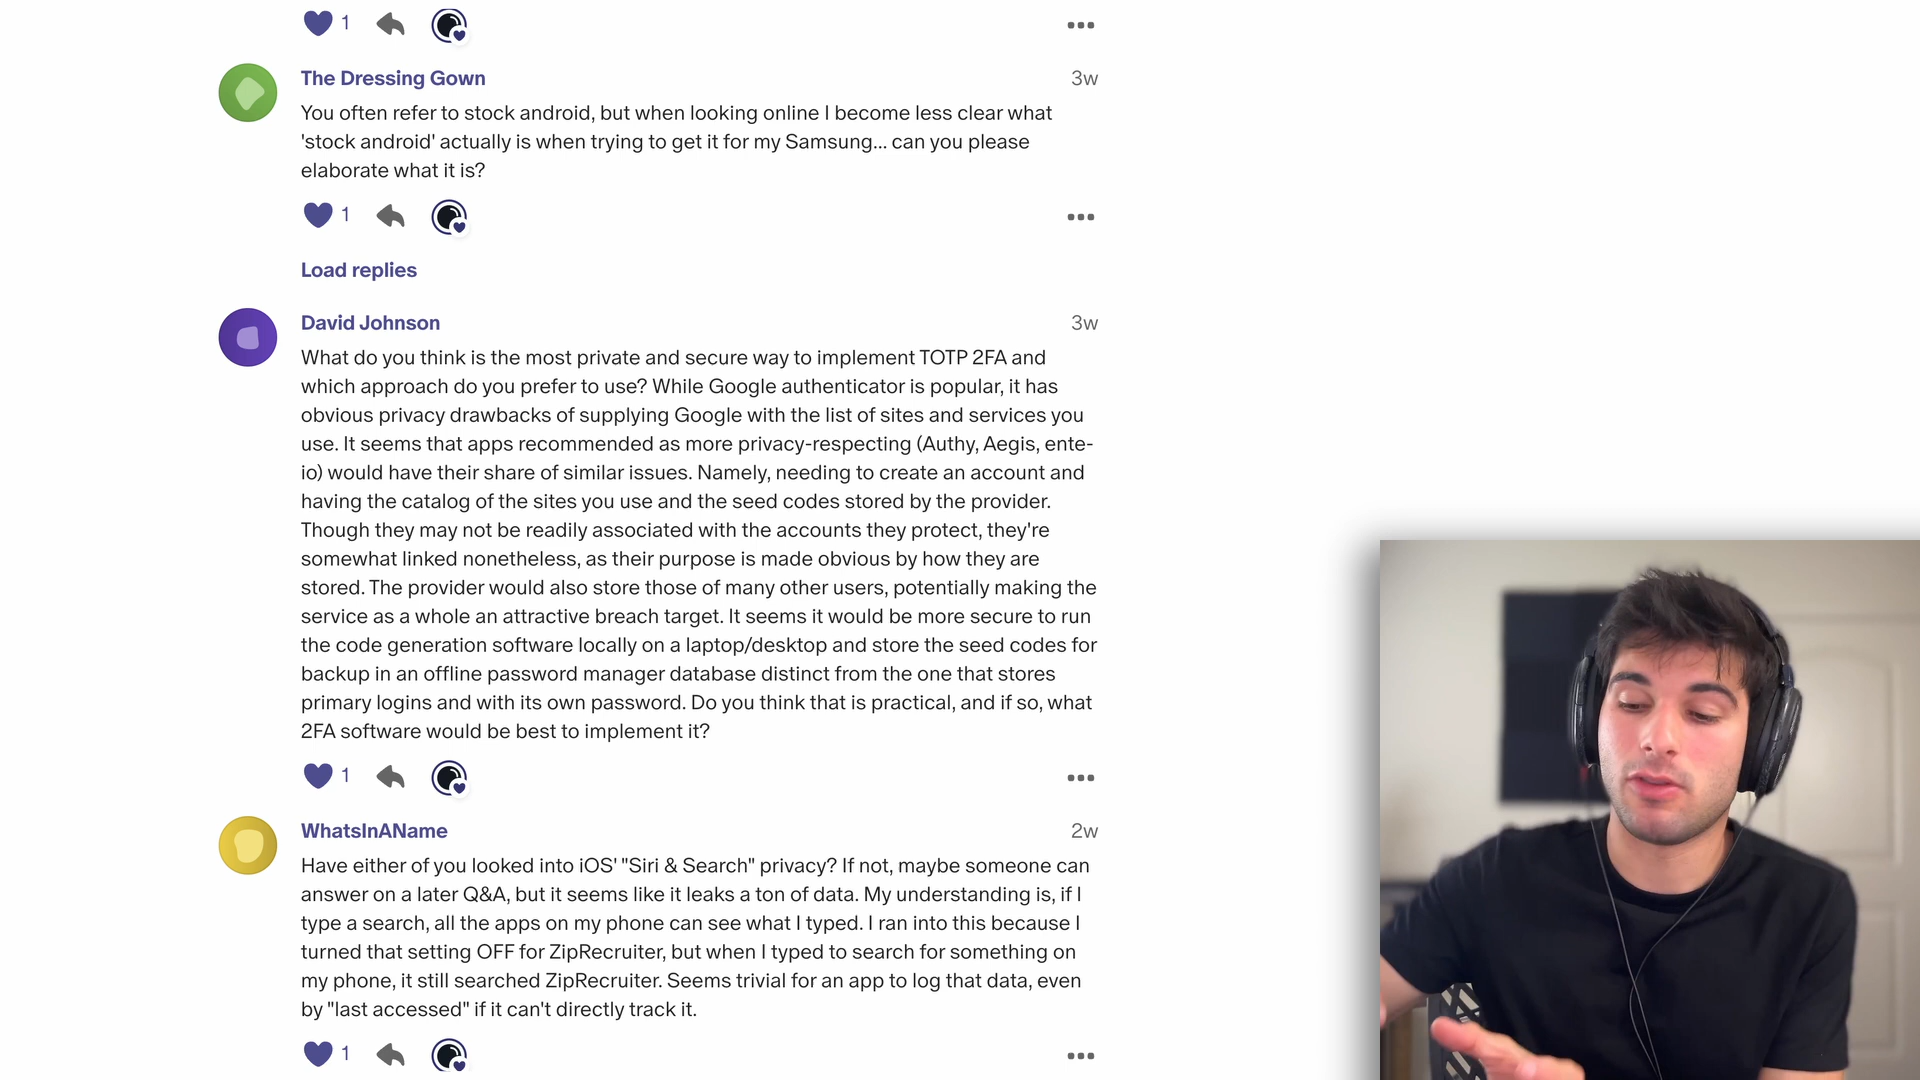 1
The Dressing Gown
3w
You often refer to stock android, but when looking online I become less clear what
'stock android' actually is when trying to get it for my Samsung... can you please
elaborate what it is?
1
Load replies
David Johnson
3w
What do you think is the most private and secure way to implement TOTP 2FA and
which approach do you prefer to use? While Google authenticator is popular, it has
obvious privacy drawbacks of supplying Google with the list of sites and services you
use. It seems that apps recommended as more privacy-respecting (Authy, Aegis, ente-
io) would have their share of similar issues. Namely, needing to create an account and
having the catalog of the sites you use and the seed codes stored by the provider.
Though they may not be readily associated with the accounts they protect, they're
somewhat linked nonetheless, as their purpose is made obvious by how they are
stored. The provider would also store those of many other users, potentially making the
service as a whole an attractive breach target. It seems it would be more secure to run
the code generation software locally on a laptop/desktop and store the seed codes for
backup in an offline password manager database distinct from the one that stores
primary logins and with its own password. Do you think that is practical, and if so, what
2FA software would be best to implement it?
1
WhatsInAName
2w
Have either of you looked into iOS' "Siri & Search" privacy? If not, maybe someone can
answer on a later Q&A, but it seems like it leaks a ton of data. My understanding is, if I
type a search, all the apps on my phone can see what I typed. I ran into this because I
turned that setting OFF for ZipRecruiter, but when I typed to search for something on
my phone, it still searched ZipRecruiter. Seems trivial for an app to log that data, even
by "last accessed" if it can't directly track it.
1